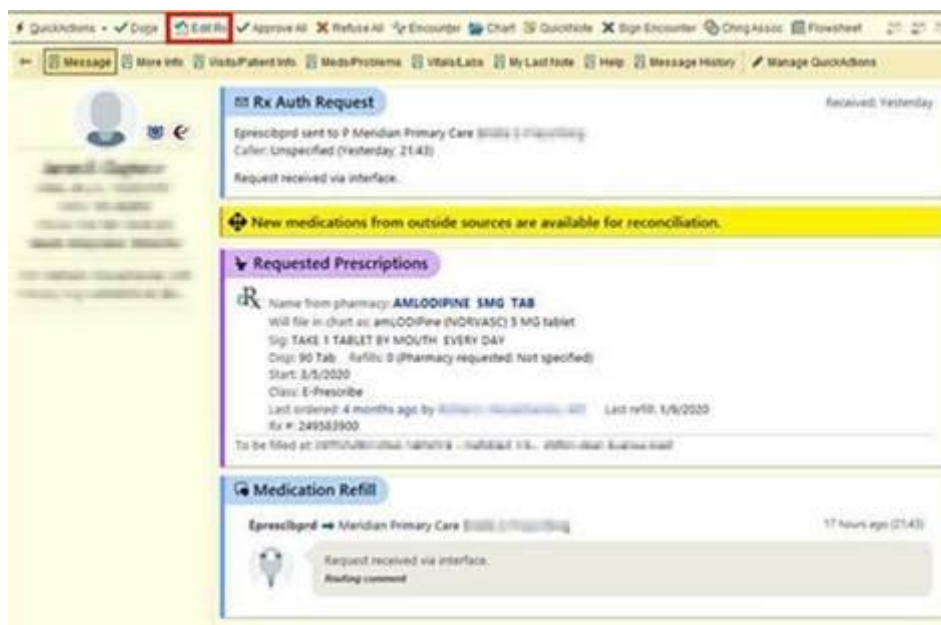 QuickActions Done Edit Rx Approve All Refuse All Encounter Chart QuickNote Sign Encounter Chng Assoc Flowsheet
Message More Info Visits/Patient Info Meds/Problems Vitals/Labs My Last Note Help Message History Manage QuickActions
Rx Auth Request Received: Yesterday
Eprescibprd sent to P Meridian Primary Care
Caller: Unspecified (Yesterday, 21:43)
Request received via interface.
New medications from outside sources are available for reconciliation.
Requested Prescriptions
Name from pharmacy: AMLODIPINE 5MG TAB
Will file in chart as: amLODIPine (NORVASC) 5 MG tablet
Sig: TAKE 1 TABLET BY MOUTH EVERY DAY
Disp: 90 Tab Refills: 0 (Pharmacy requested: Not specified)
Start: 3/5/2020
Class: E-Prescribe
Last ordered: 4 months ago by Last refill: 1/9/2020
Rx #: 249583900
To be filled at:
Medication Refill
Eprescibprd Meridian Primary Care 17 hours ago (21:43)
Request received via interface.
Routing comment